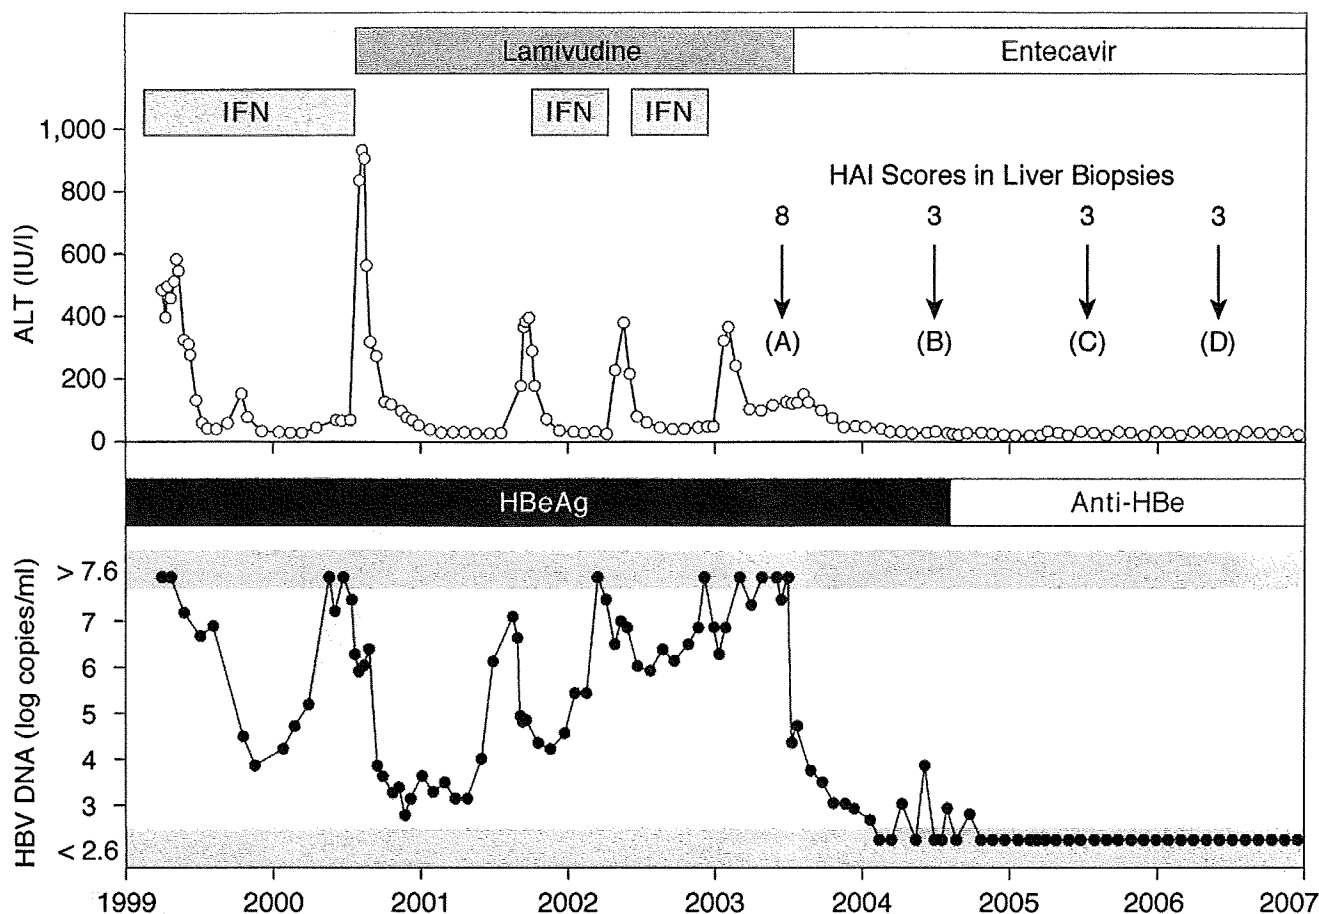 Lamivudine Entecavir
IFN IFN IFN
1,000
800
600
400
200
0
ALT (IU/l)
HAI Scores in Liver Biopsies
8 3 3 3
(A) (B) (C) (D)
HBeAg Anti-HBe
> 7.6
7
6
5
4
3
< 2.6
HBV DNA (log copies/ml)
1999 2000 2001 2002 2003 2004 2005 2006 2007